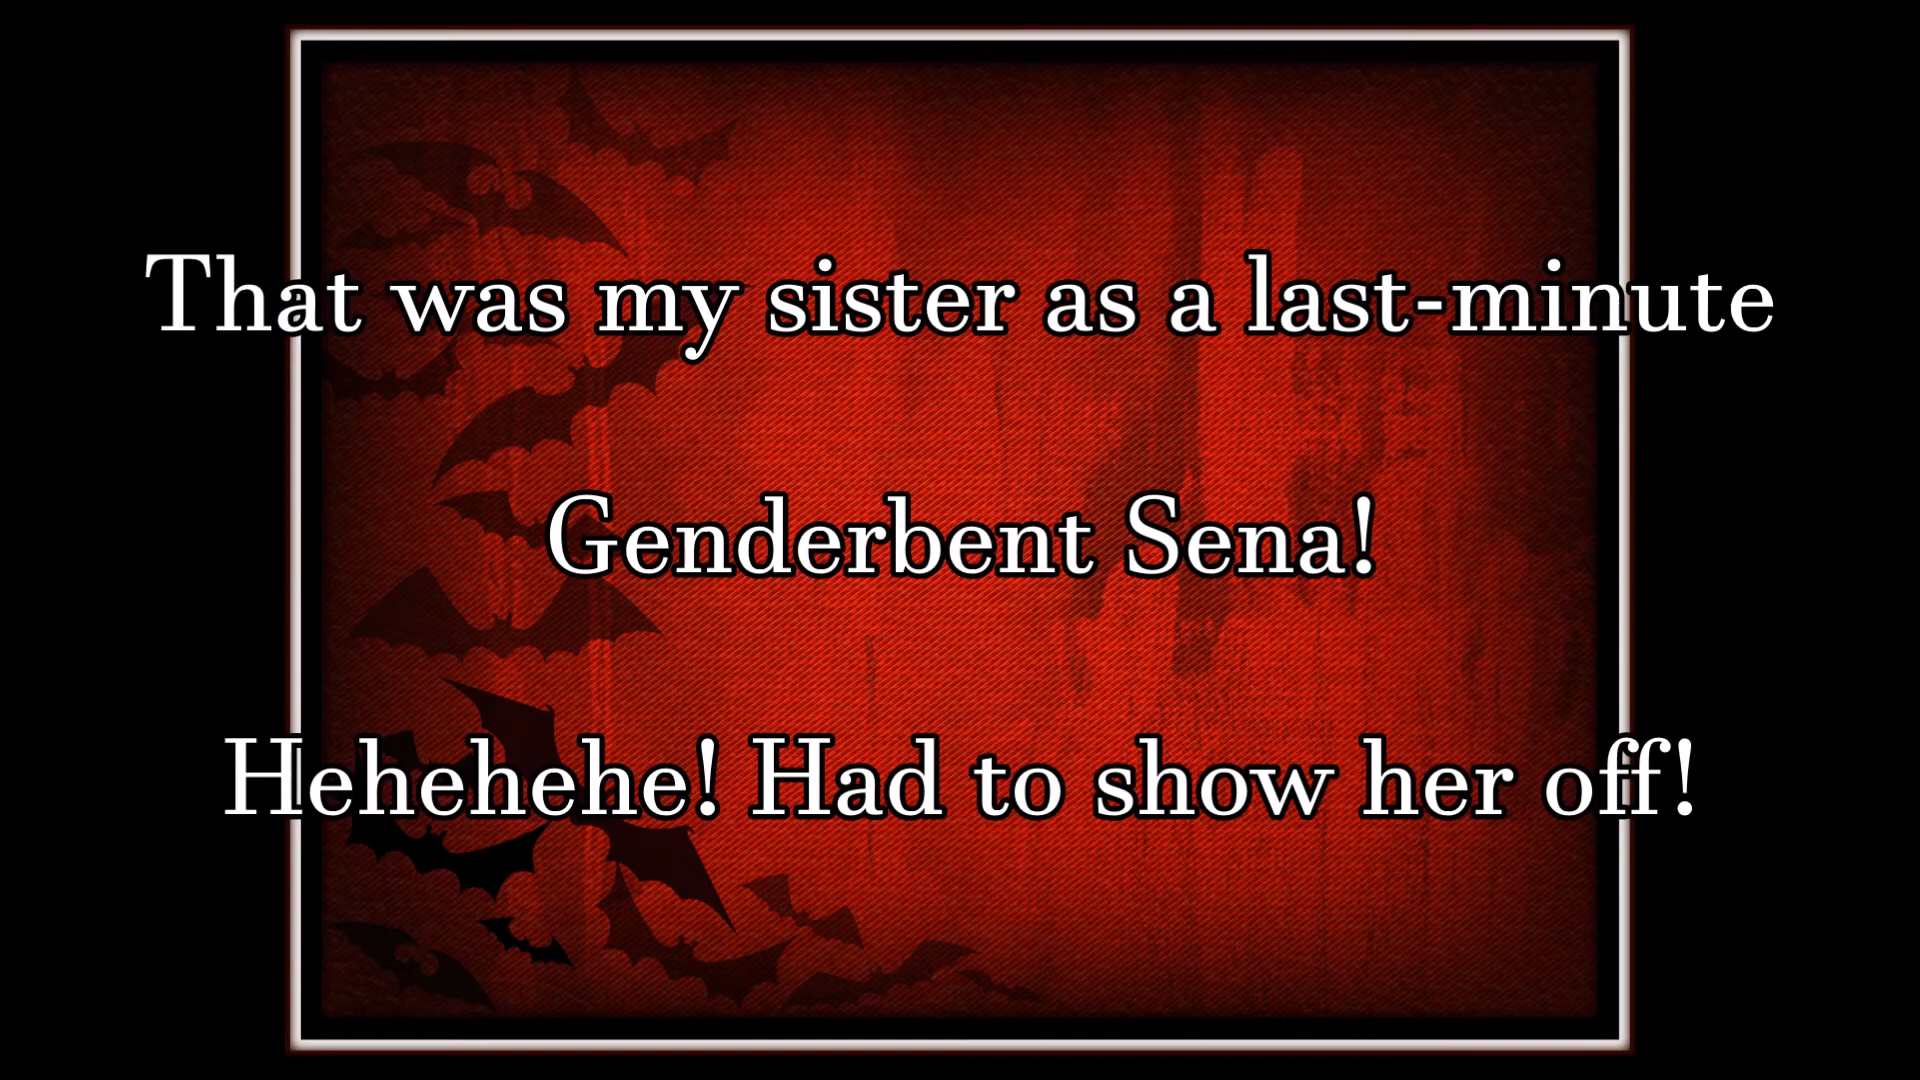 That was my sister as a last-minute
Genderbent Sena!
Hehehehe! Had to show her off!